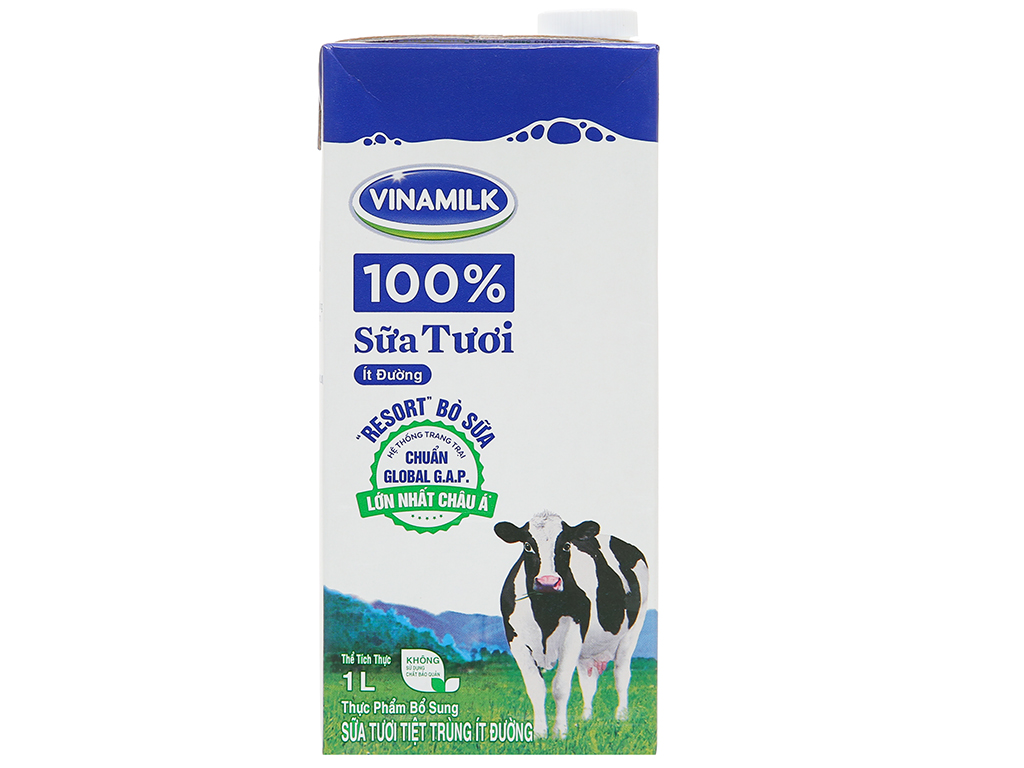 VINAMILK
100%
Sữa Tươi
Ít Đường
"RESORT" BÒ SỮA
HỆ THỐNG TRANG TRẠI
CHUẨN
GLOBAL G.A.P.
LỚN NHẤT CHÂU Á*
Thể Tích Thực
1 L
KHÔNG
SỬ DỤNG
CHẤT BẢO QUẢN
Thực Phẩm Bổ Sung
SỮA TƯƠI TIỆT TRÙNG ÍT ĐƯỜNG